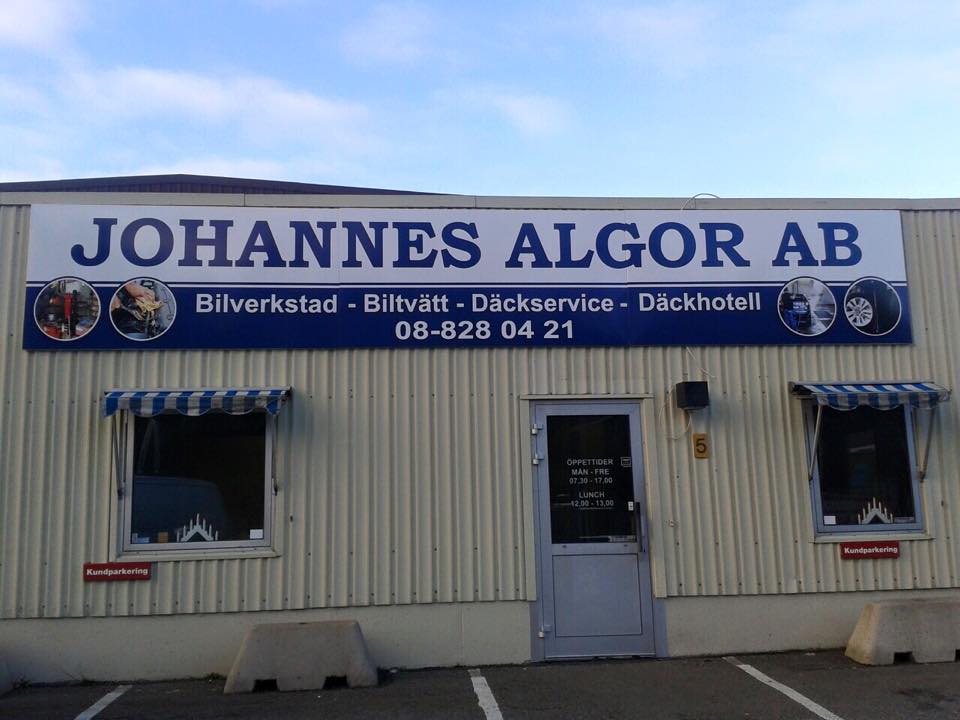 JOHANNES ALGOR AB
Bilverkstad - Biltvätt - Däckservice - Däckhotell
08-828 04 21
5
ÖPPETTIDER
MÅN - FRE
07.30 - 17.00
LUNCH
12.00 - 13.00
Kundparkering
Kundparkering